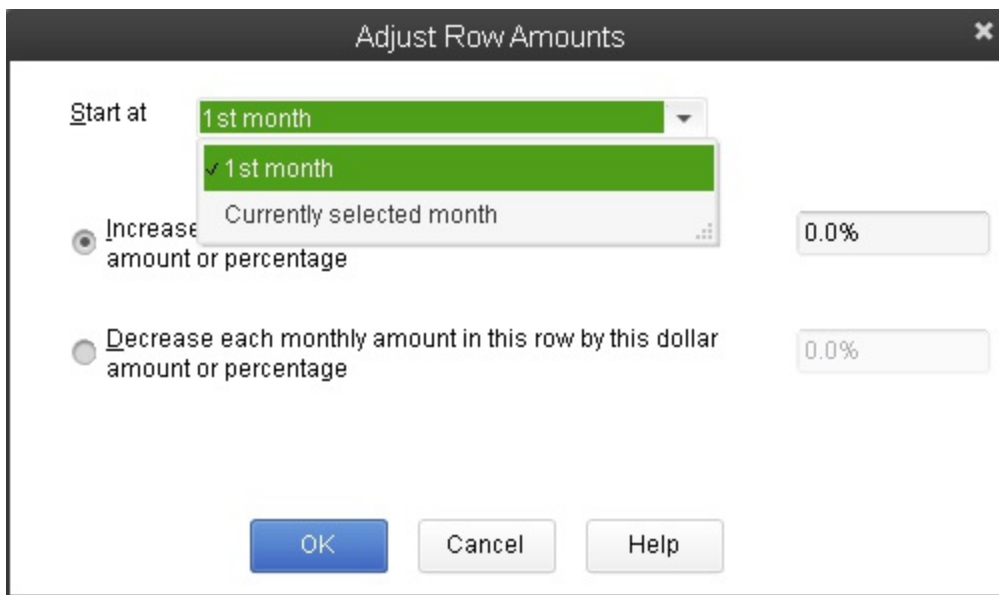 Adjust Row Amounts
Start at
1st month
1st month
Currently selected month
Increase
amount or percentage
0.0%
Decrease each monthly amount in this row by this dollar
amount or percentage
0.0%
OK
Cancel
Help